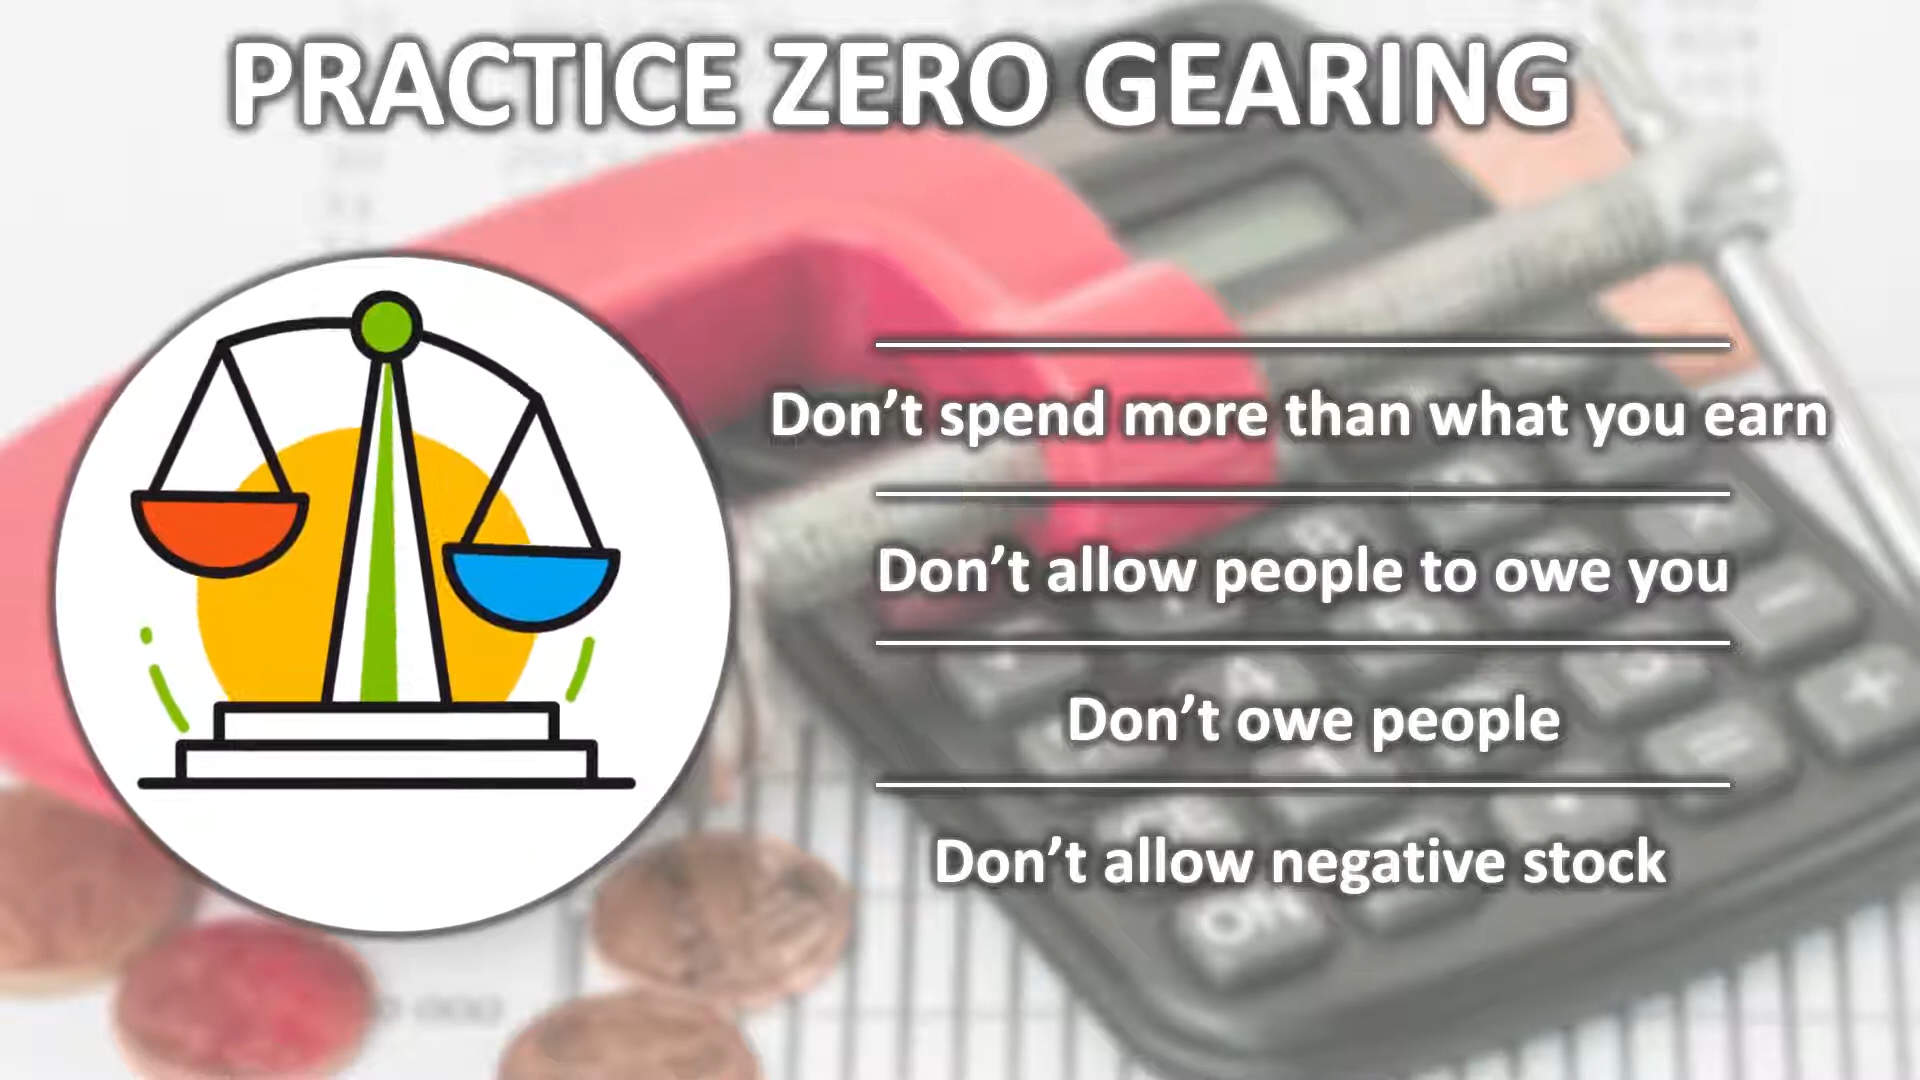 PRACTICE ZERO GEARING
Don’t spend more than what you earn
Don’t allow people to owe you
Don’t owe people
Don’t allow negative stock